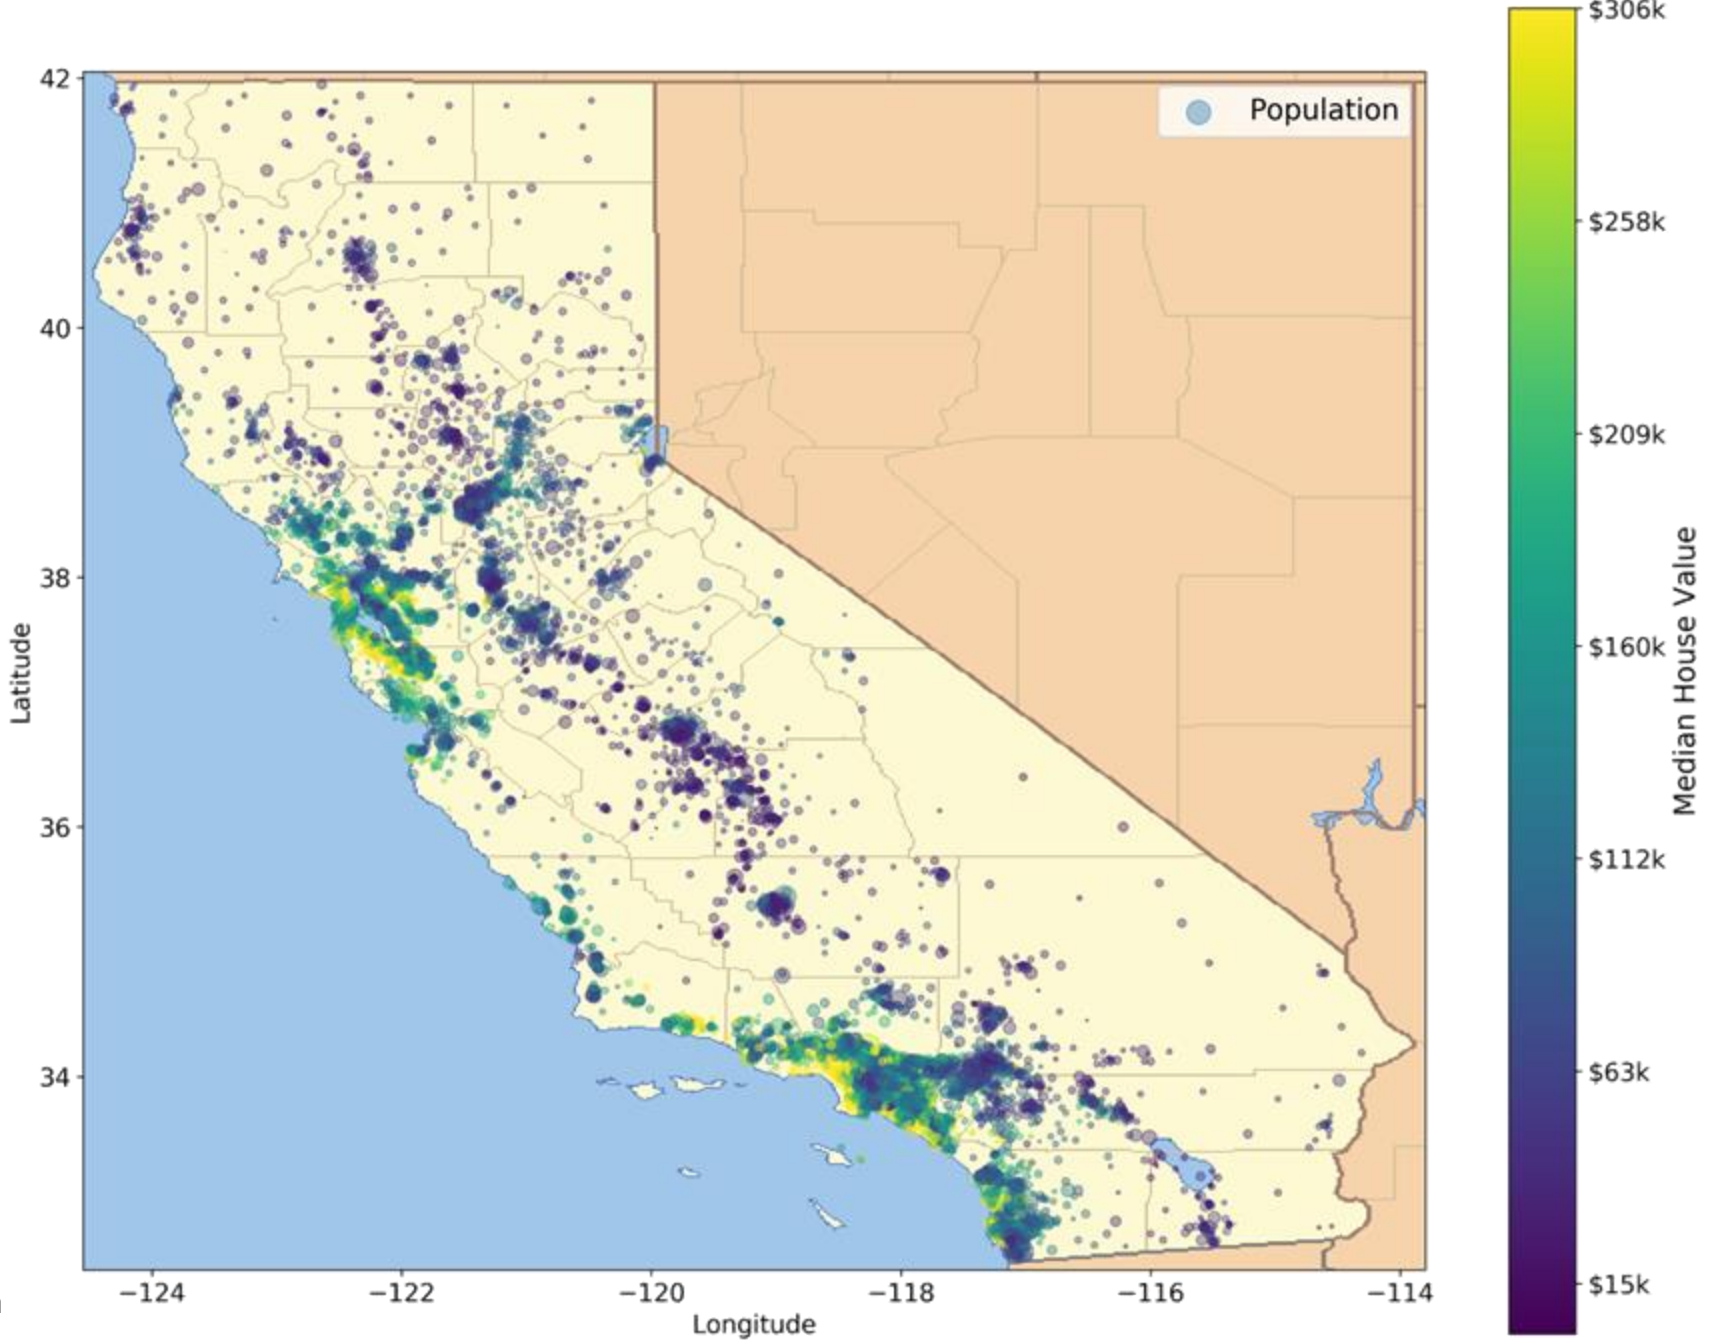 $306k
42
Population
$258k
40
$209k
38
$160k
Latitude
Median House Value
36
$112k
34
$63k
$15k
−124
−122
−120
−118
−116
−114
Longitude